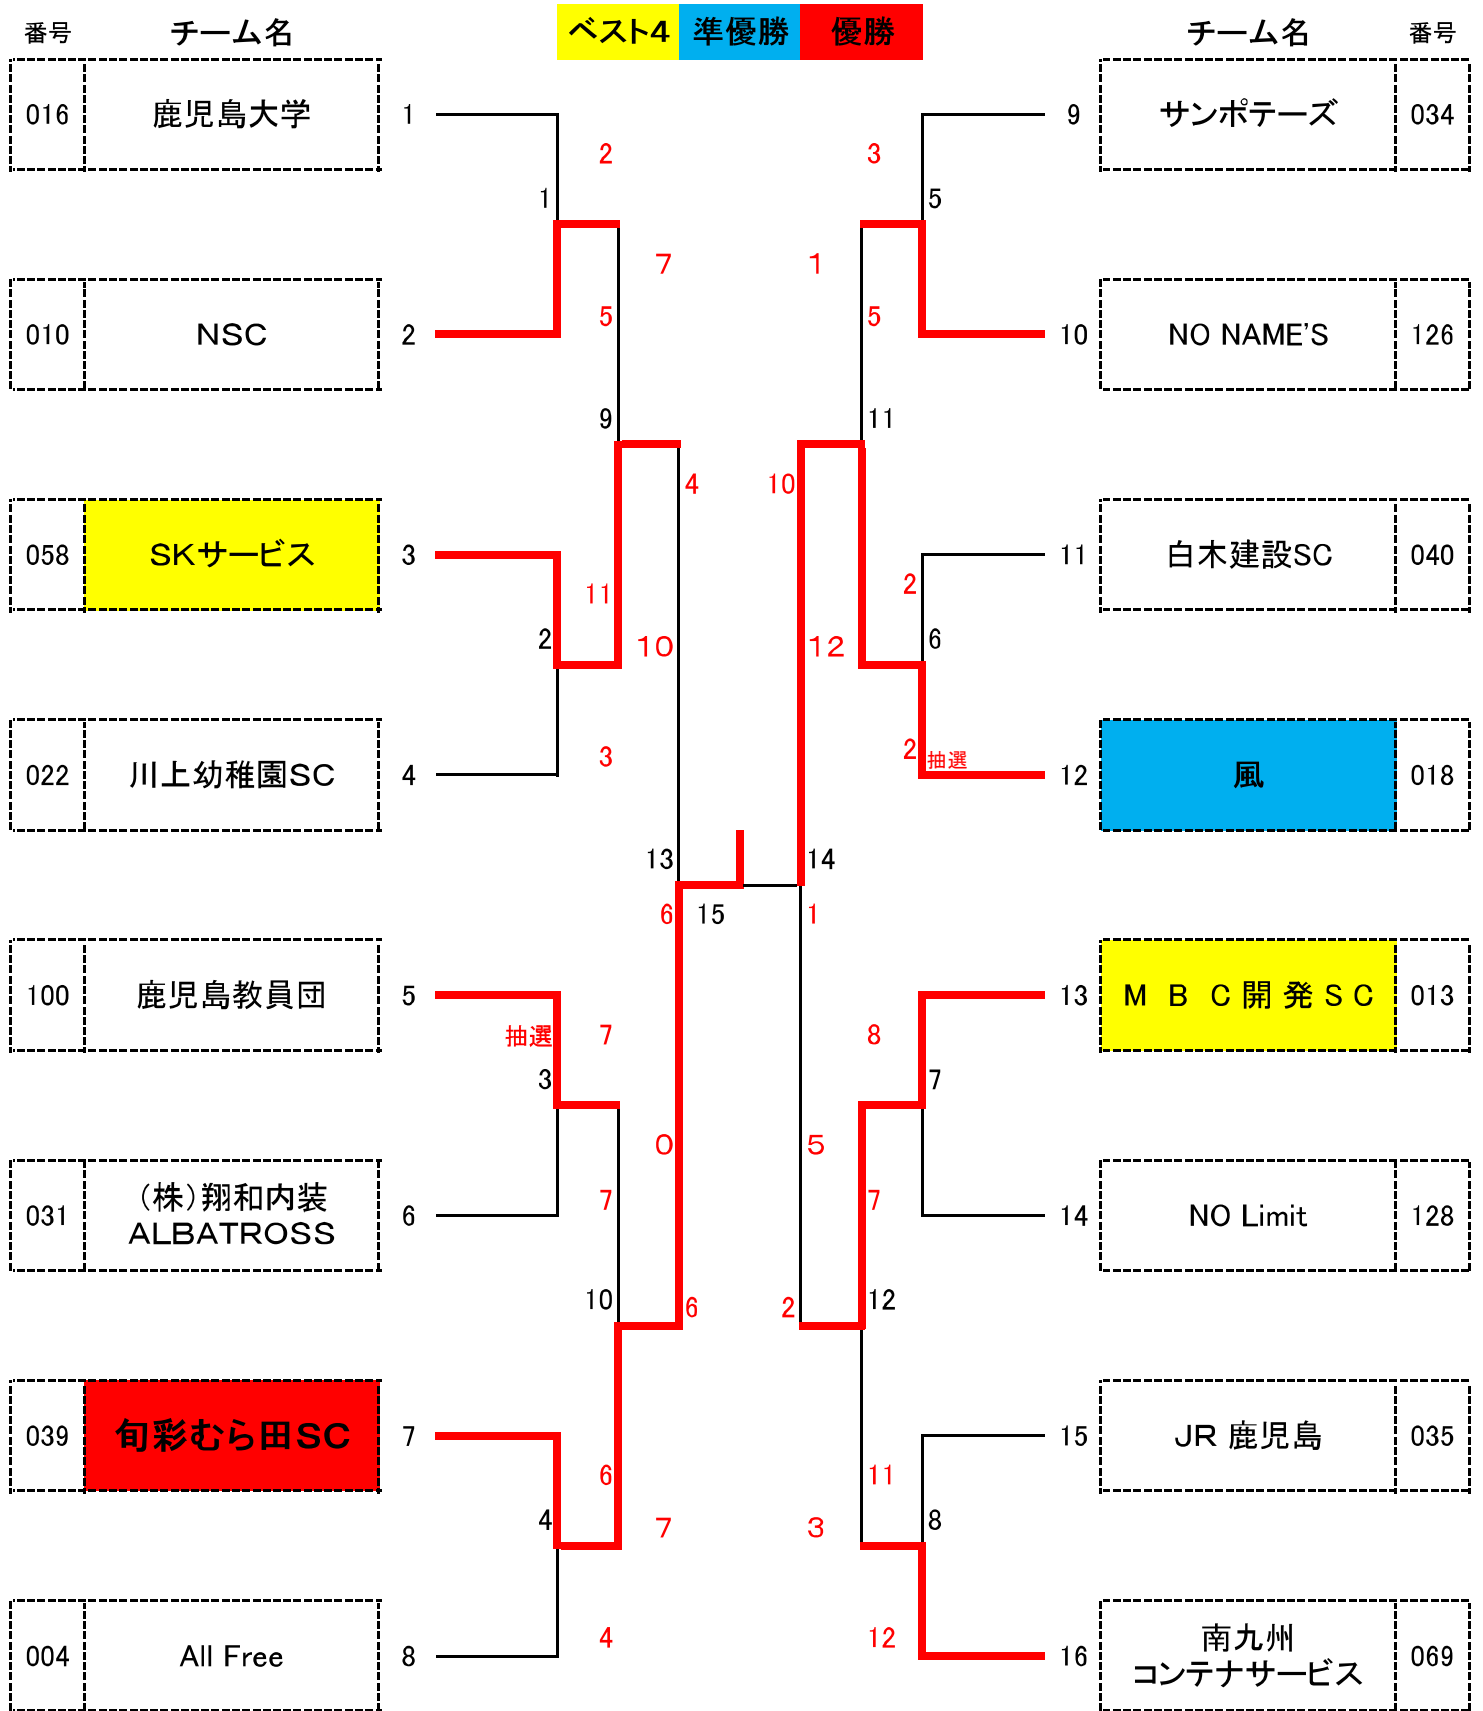 番号 チーム名 ベスト4 準優勝 優勝 チーム名 番号
016 鹿児島大学 1 9 サンポテーズ 034
2 3
1 5
7 1
5 5
010 NSC 2 10 NO NAME'S 126
9 11
4 10
058 SKサービス 3 11 白木建設SC 040
11 2
2 6
10 12
3 2 抽選
022 川上幼稚園SC 4 12 風 018
13 14
6 15 1
100 鹿児島教員団 5 13 MBC開発SC 013
抽選 7 8
3 7
0 5
7 7
031 (株)翔和内装 6 14 NO Limit 128
ALBATROSS
10 6 2 12
039 旬彩むら田SC 7 15 JR 鹿児島 035
6 11
4 8
7 3
4 12
004 All Free 8 16 南九州 069
コンテナサービス